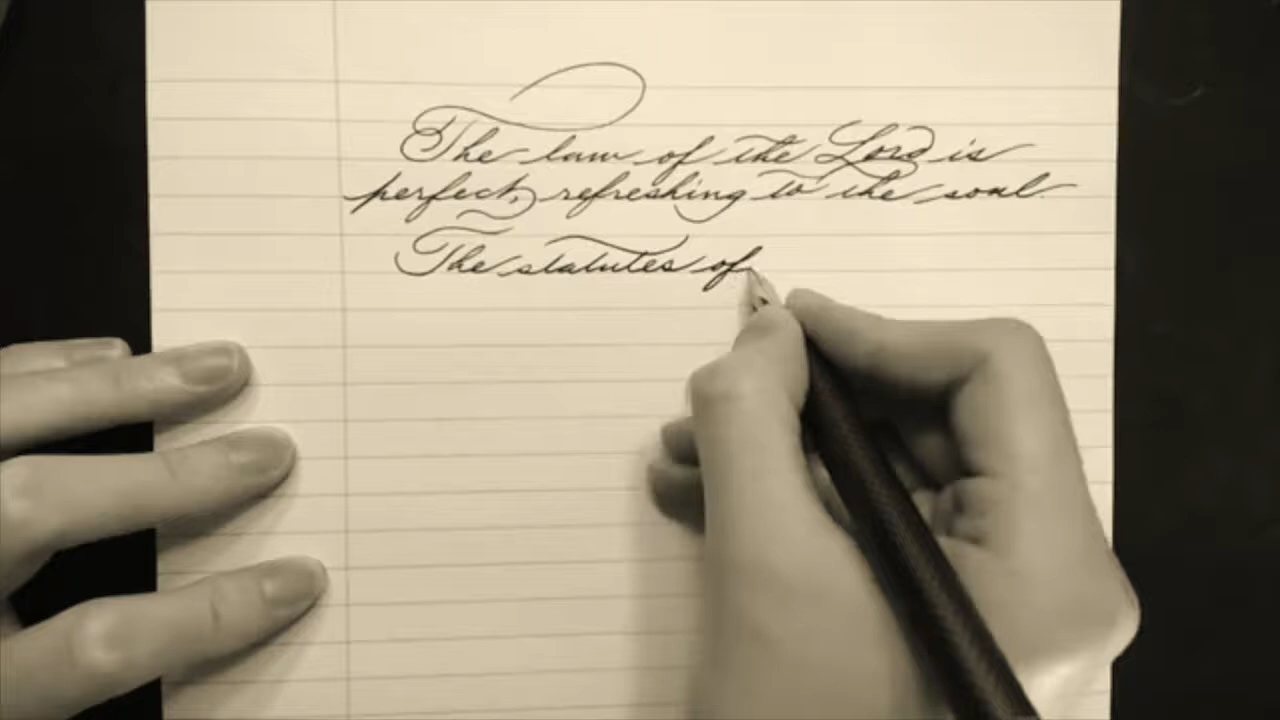 The law of the Lord is
perfect, refreshing to the soul.
The statutes of